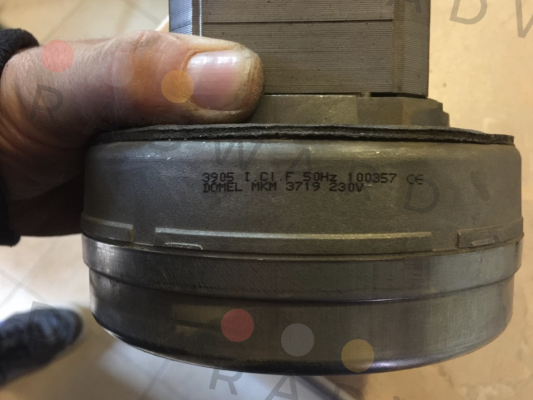 3905 I Cl F 50Hz 100357 CE
DOMEL MKM 3719 230V